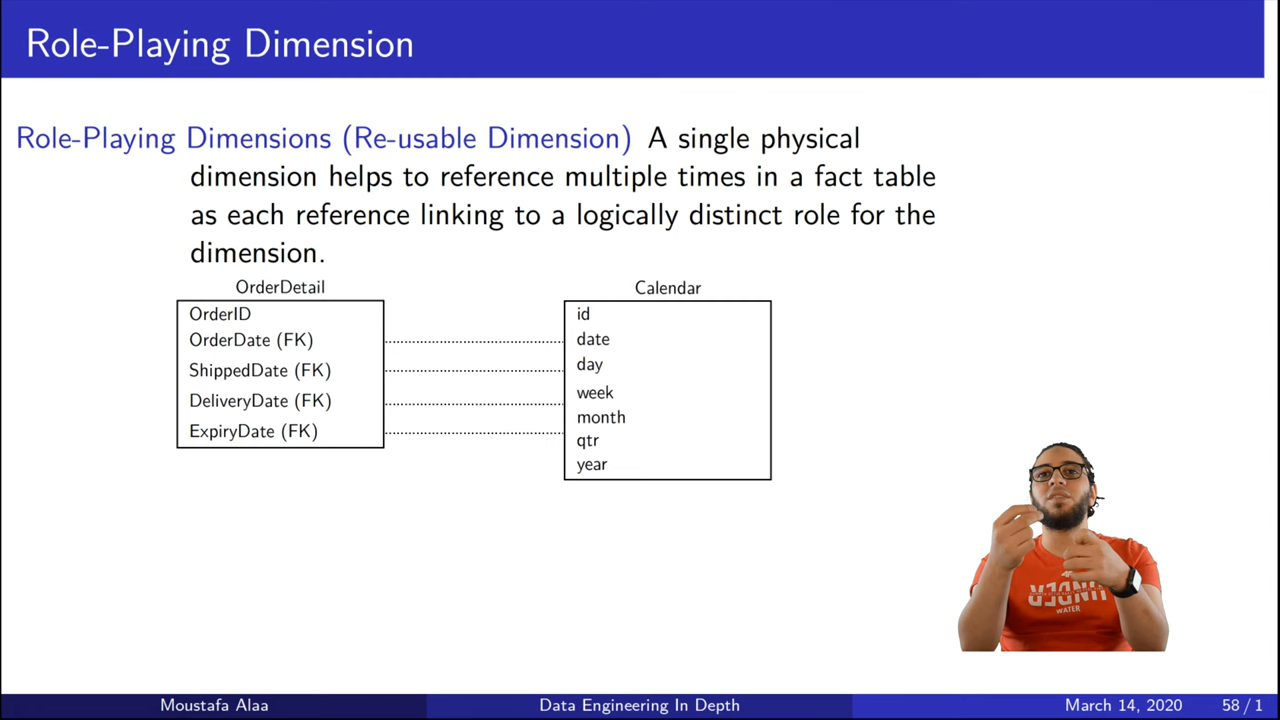 Role-Playing Dimension
Role-Playing Dimensions (Re-usable Dimension) A single physical
dimension helps to reference multiple times in a fact table
as each reference linking to a logically distinct role for the
dimension.
OrderDetail
OrderID
OrderDate (FK)
ShippedDate (FK)
DeliveryDate (FK)
ExpiryDate (FK)
Calendar
id
date
day
week
month
qtr
year
WATER
Moustafa Alaa
Data Engineering In Depth
March 14, 2020
58 / 1